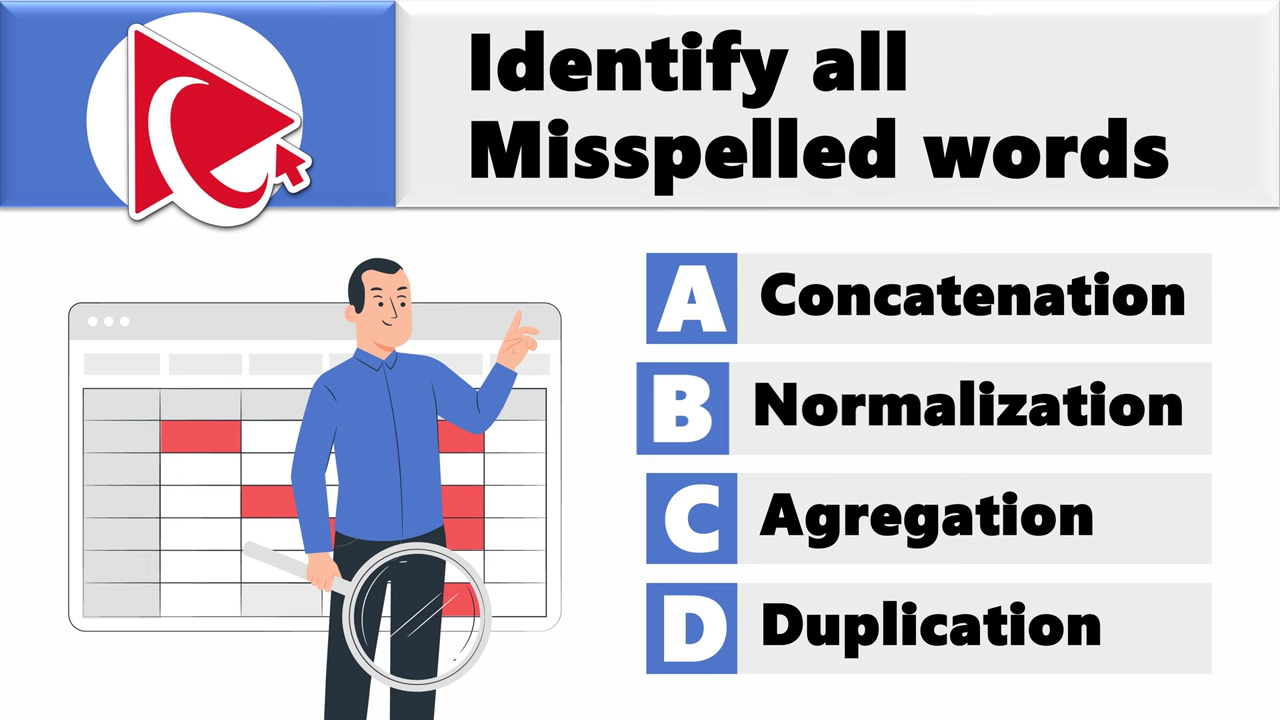 Identify all
Misspelled words
A Concatenation
B Normalization
C Agregation
D Duplication